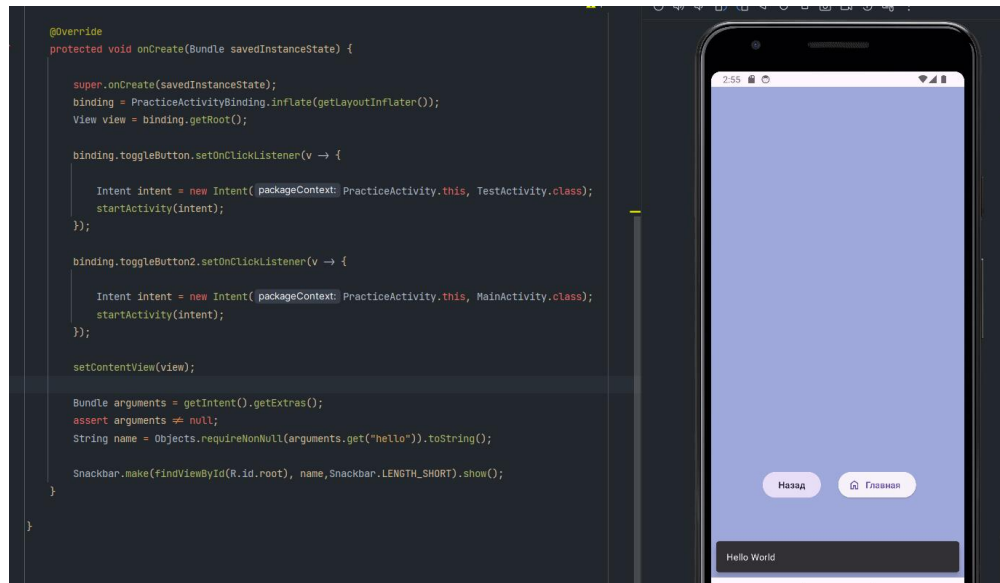 @Override
protected void onCreate(Bundle savedInstanceState) {
super.onCreate(savedInstanceState);
binding = PracticeActivityBinding.inflate(getLayoutInflater());
View view = binding.getRoot();
binding.toggleButton.setOnClickListener(v → {
Intent intent = new Intent( packageContext: PracticeActivity.this, TestActivity.class);
startActivity(intent);
});
binding.toggleButton2.setOnClickListener(v → {
Intent intent = new Intent( packageContext: PracticeActivity.this, MainActivity.class);
startActivity(intent);
});
setContentView(view);
Bundle arguments = getIntent().getExtras();
assert arguments ≠ null;
String name = Objects.requireNonNull(arguments.get("hello")).toString();
Snackbar.make(findViewById(R.id.root), name,Snackbar.LENGTH_SHORT).show();
}
}
2:55
Назад
Главная
Hello World